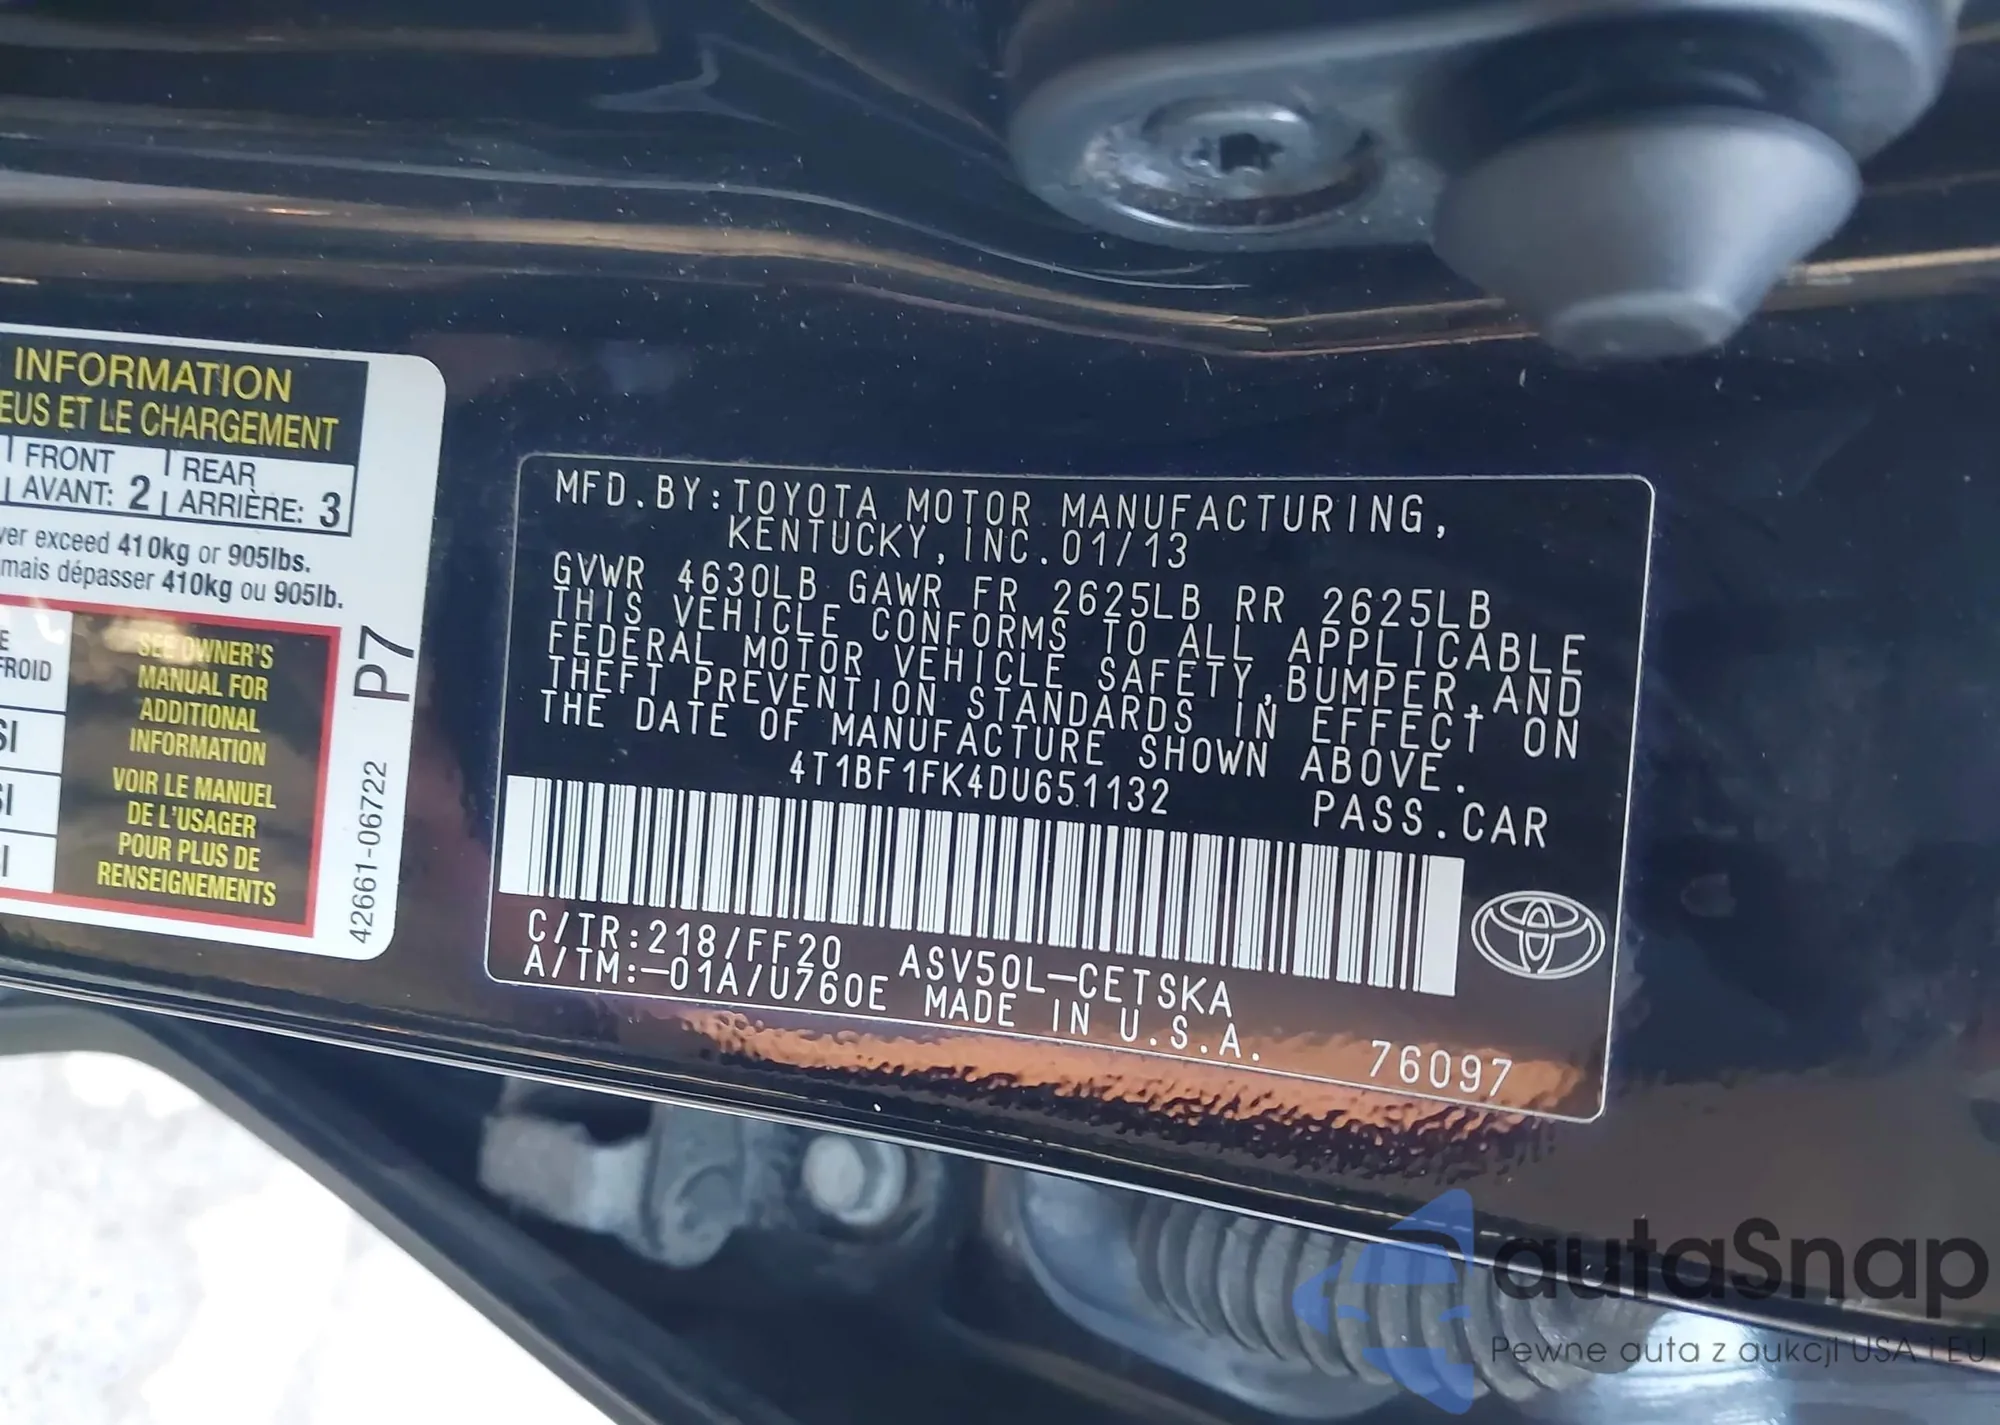 INFORMATION
EUS ET LE CHARGEMENT
FRONT REAR
AVANT: 2 ARRIÈRE: 3
ver exceed 410kg or 905lbs.
mais dépasser 410kg ou 905lb.
E
FROID
SI
SI
I
SEE OWNER'S
MANUAL FOR
ADDITIONAL
INFORMATION
VOIR LE MANUEL
DE L'USAGER
POUR PLUS DE
RENSEIGNEMENTS
42661-06722 P7
MFD.BY:TOYOTA MOTOR MANUFACTURING,
KENTUCKY,INC.01/13
GVWR 4630LB GAWR FR 2625LB RR 2625LB
THIS VEHICLE CONFORMS TO ALL APPLICABLE
FEDERAL MOTOR VEHICLE SAFETY,BUMPER,AND
THEFT PREVENTION STANDARDS IN EFFECT ON
THE DATE OF MANUFACTURE SHOWN ABOVE.
4T1BF1FK4DU651132 PASS.CAR
C/TR:218/FF20 ASV50L-CETSKA
A/TM:-01A/U760E MADE IN U.S.A.
76097
autaSnap
Pewne auta z aukcji USA i EU